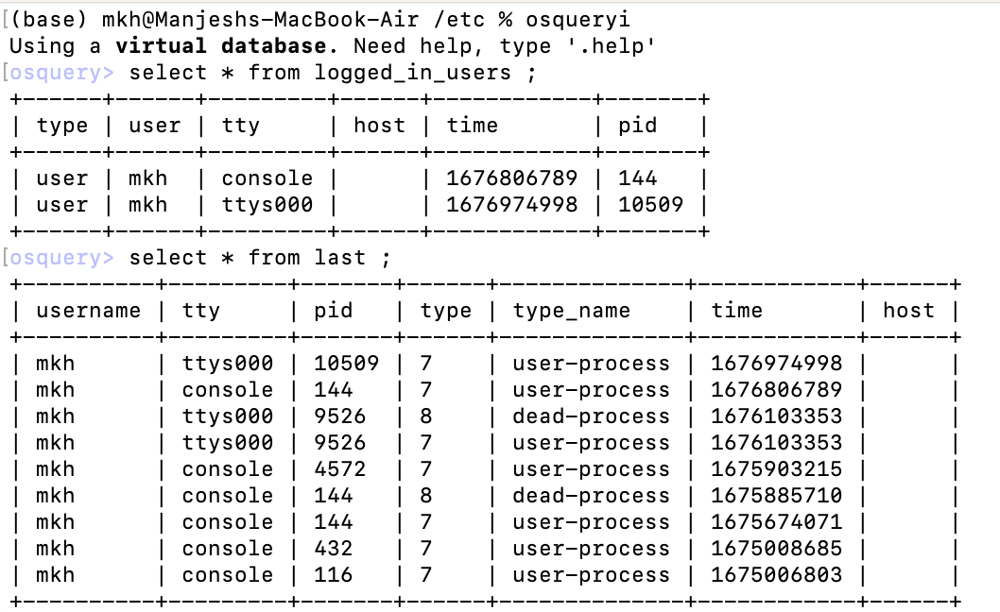 [(base) mkh@Manjeshs-MacBook-Air /etc % osqueryi
Using a virtual database. Need help, type '.help'
[osquery> select * from logged_in_users ;
+------+------+---------+------+------------+-------+
| type | user | tty     | host | time       | pid   |
+------+------+---------+------+------------+-------+
| user | mkh  | console |      | 1676806789 | 144   |
| user | mkh  | ttys000 |      | 1676974998 | 10509 |
+------+------+---------+------+------------+-------+
[osquery> select * from last ;
+----------+---------+-------+------+--------------+------------+------+
| username | tty     | pid   | type | type_name    | time       | host |
+----------+---------+-------+------+--------------+------------+------+
| mkh      | ttys000 | 10509 | 7    | user-process | 1676974998 |      |
| mkh      | console | 144   | 7    | user-process | 1676806789 |      |
| mkh      | ttys000 | 9526  | 8    | dead-process | 1676103353 |      |
| mkh      | ttys000 | 9526  | 7    | user-process | 1676103353 |      |
| mkh      | console | 4572  | 7    | user-process | 1675903215 |      |
| mkh      | console | 144   | 8    | dead-process | 1675885710 |      |
| mkh      | console | 144   | 7    | user-process | 1675674071 |      |
| mkh      | console | 432   | 7    | user-process | 1675008685 |      |
| mkh      | console | 116   | 7    | user-process | 1675006803 |      |
+----------+---------+-------+------+--------------+------------+------+